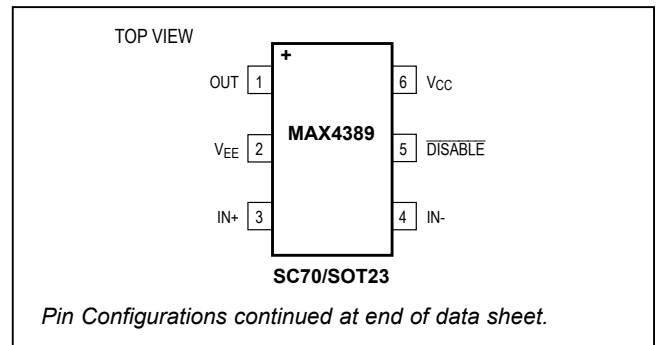 TOP VIEW
+
OUT 1
6 VCC
MAX4389
VEE 2
5 DISABLE
IN+ 3
4 IN-
SC70/SOT23
Pin Configurations continued at end of data sheet.